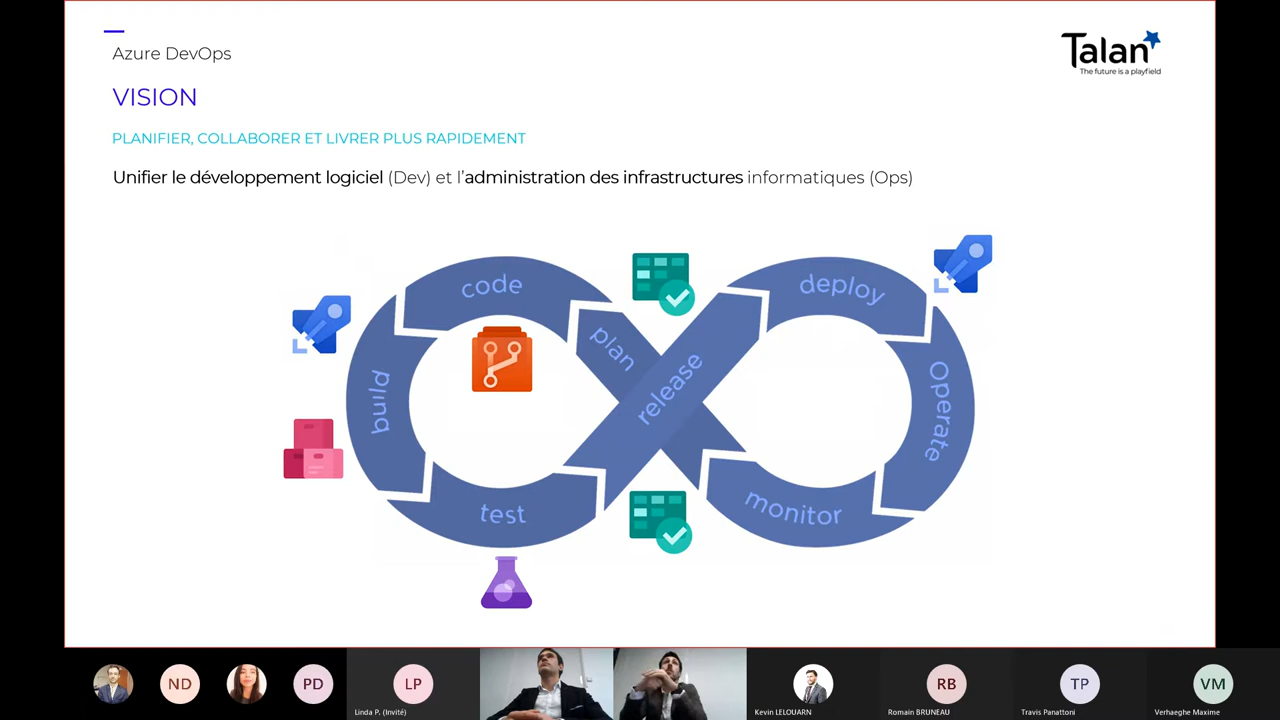 Azure DevOps
Talan
The future is a playfield
VISION
PLANIFIER, COLLABORER ET LIVRER PLUS RAPIDEMENT
Unifier le développement logiciel (Dev) et l'administration des infrastructures informatiques (Ops)
code
plan
release
deploy
build
Operate
test
monitor
ND
PD
LP
RB
TP
VM
Linda P. (Invité)
Kevin LELOUARN
Romain BRUNEAU
Travis Panattoni
Verhaeghe Maxime